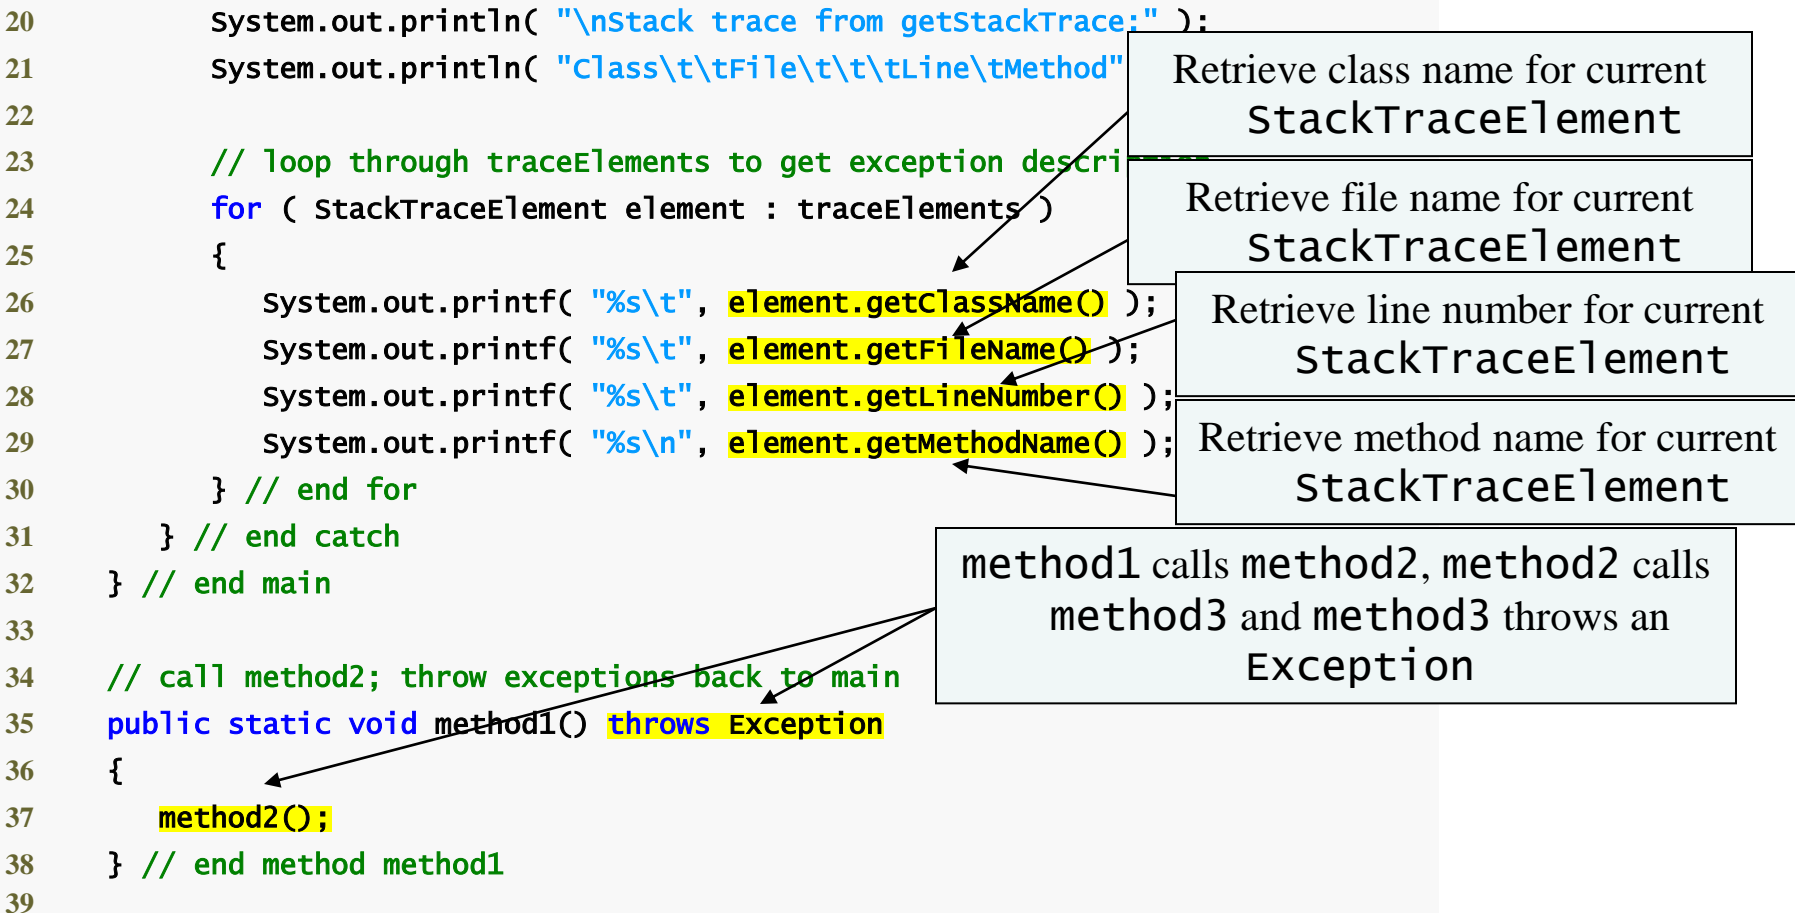 20 System.out.println( "\nStack trace from getStackTrace:" );
21 System.out.println( "Class\t\tFile\t\t\tLine\tMethod"
22
23 // loop through traceElements to get exception
24 for ( StackTraceElement element : traceElements )
25 {
26 System.out.printf( "%s\t", element.getClassName() );
27 System.out.printf( "%s\t", element.getFileName() );
28 System.out.printf( "%s\t", element.getLineNumber() );
29 System.out.printf( "%s\n", element.getMethodName() );
30 } // end for
31 } // end catch
32 } // end main
33
34 // call method2; throw exceptions back to main
35 public static void method1() throws Exception
36 {
37 method2();
38 } // end method method1
39
Retrieve class name for current
StackTraceElement
Retrieve file name for current
StackTraceElement
Retrieve line number for current
StackTraceElement
Retrieve method name for current
StackTraceElement
method1 calls method2, method2 calls
method3 and method3 throws an
Exception